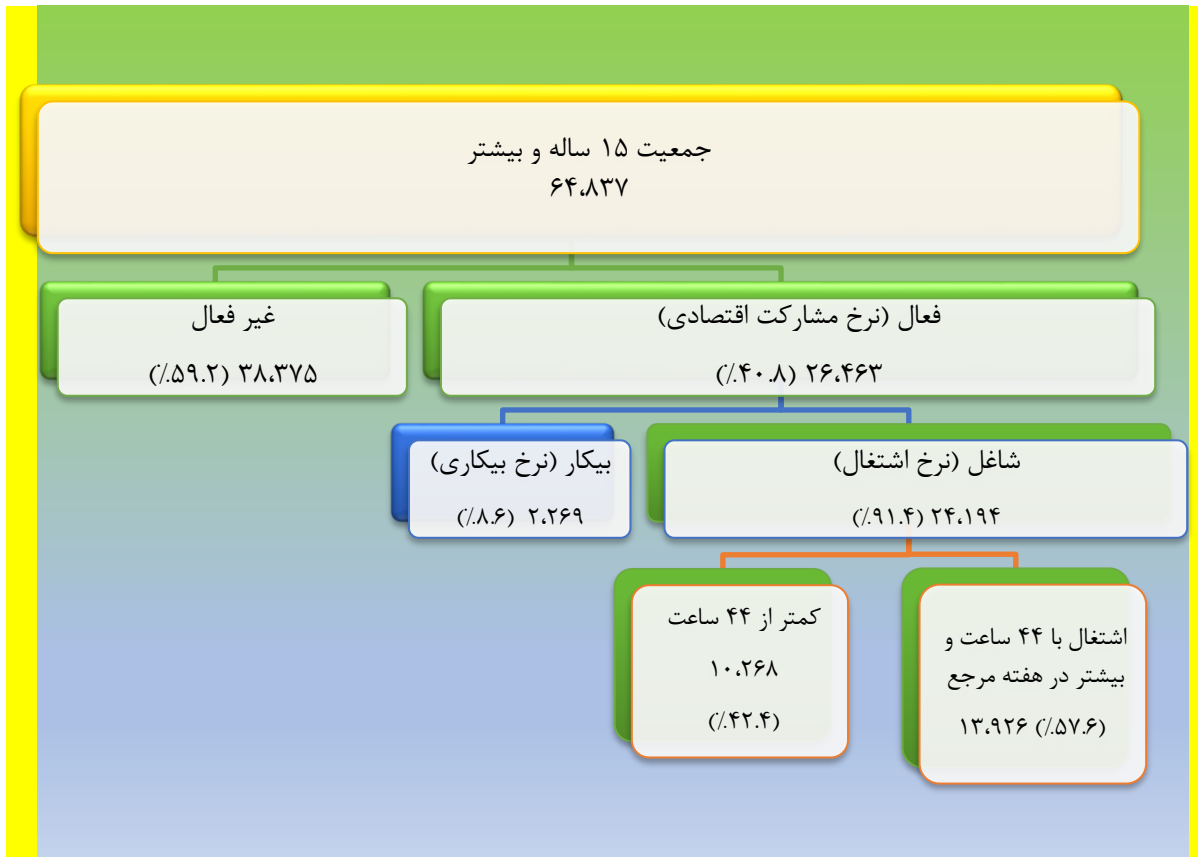 جمعیت ۱۵ ساله و بیشتر
۶۴،۸۳۷
فعال (نرخ مشارکت اقتصادی)
۲۶،۴۶۳ (۴۰.۸٪)
غیر فعال
۳۸،۳۷۵ (۵۹.۲٪)
شاغل (نرخ اشتغال)
۲۴،۱۹۴ (۹۱.۴٪)
بیکار (نرخ بیکاری)
۲،۲۶۹ (۸.۶٪)
اشتغال با ۴۴ ساعت و
بیشتر در هفته مرجع
۱۳،۹۲۶ (۵۷.۶٪)
کمتر از ۴۴ ساعت
۱۰،۲۶۸
(۴۲.۴٪)